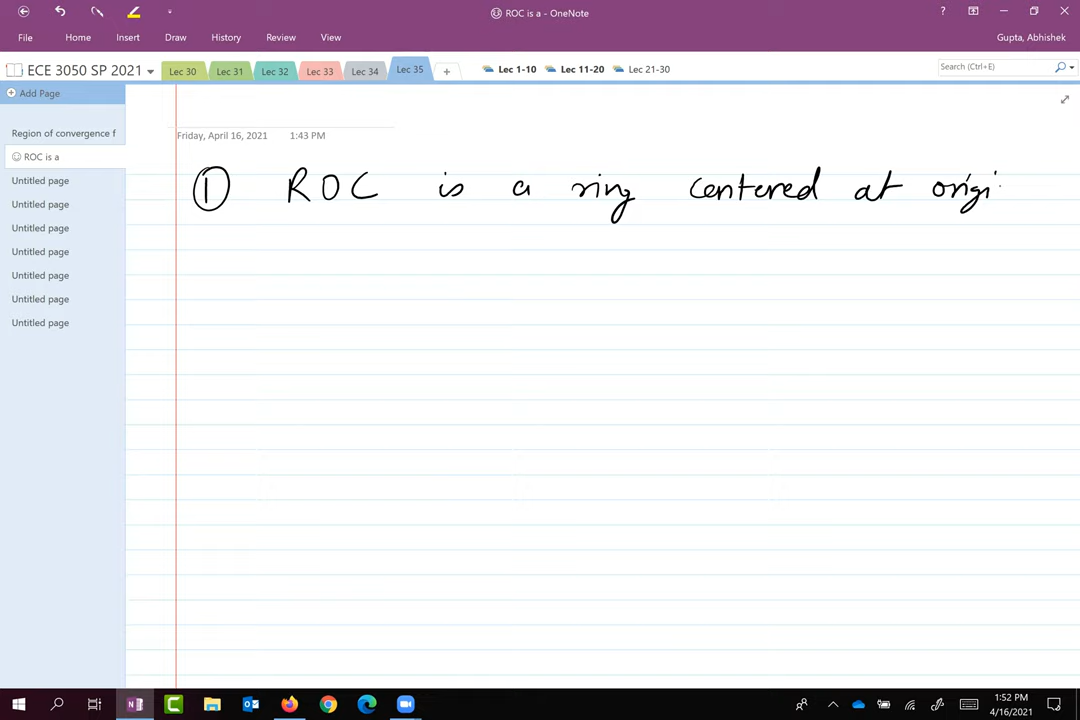 ROC is a - OneNote
?
File Home Insert Draw History Review View
Gupta, Abhishek
ECE 3050 SP 2021 Lec 30 Lec 31 Lec 32 Lec 33 Lec 34 Lec 35 + Lec 1-10 Lec 11-20 Lec 21-30
Search (Ctrl+E)
Add Page
Region of convergence f
ROC is a
Untitled page
Untitled page
Untitled page
Untitled page
Untitled page
Untitled page
Untitled page
Friday, April 16, 2021 1:43 PM
① ROC is a ring centered at origi
1:52 PM
4/16/2021